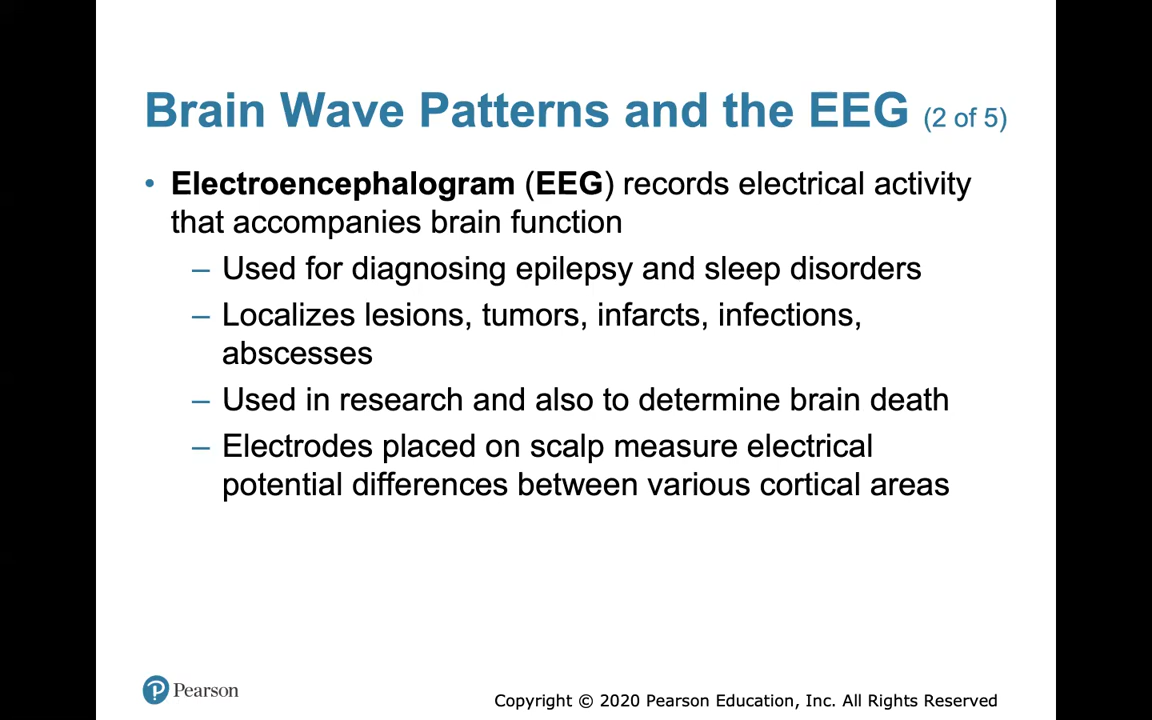 Brain Wave Patterns and the EEG (2 of 5)
• Electroencephalogram (EEG) records electrical activity
that accompanies brain function
– Used for diagnosing epilepsy and sleep disorders
– Localizes lesions, tumors, infarcts, infections,
abscesses
– Used in research and also to determine brain death
– Electrodes placed on scalp measure electrical
potential differences between various cortical areas
P Pearson
Copyright © 2020 Pearson Education, Inc. All Rights Reserved